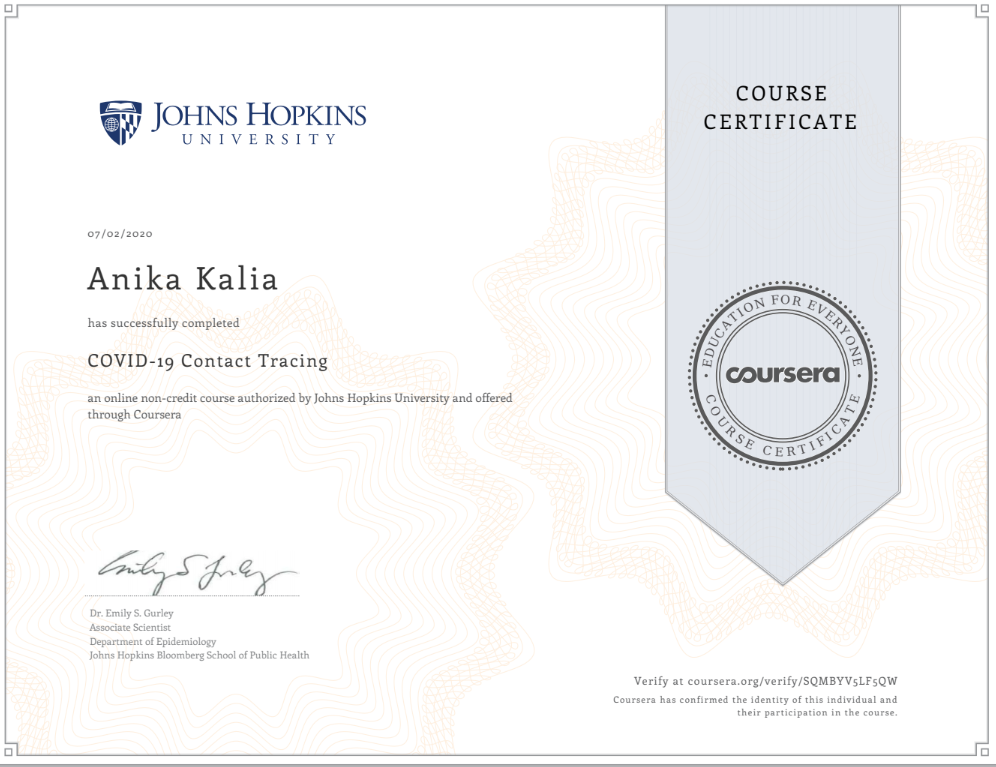 JOHNS HOPKINS
UNIVERSITY
COURSE
CERTIFICATE
07/02/2020
Anika Kalia
has successfully completed
COVID-19 Contact Tracing
an online non-credit course authorized by Johns Hopkins University and offered
through Coursera
EDUCATION FOR EVERYONE
coursera
COURSE CERTIFICATE
Emily S Gurley
Dr. Emily S. Gurley
Associate Scientist
Department of Epidemiology
Johns Hopkins Bloomberg School of Public Health
Verify at coursera.org/verify/SQMBYV5LF5QW
Coursera has confirmed the identity of this individual and
their participation in the course.